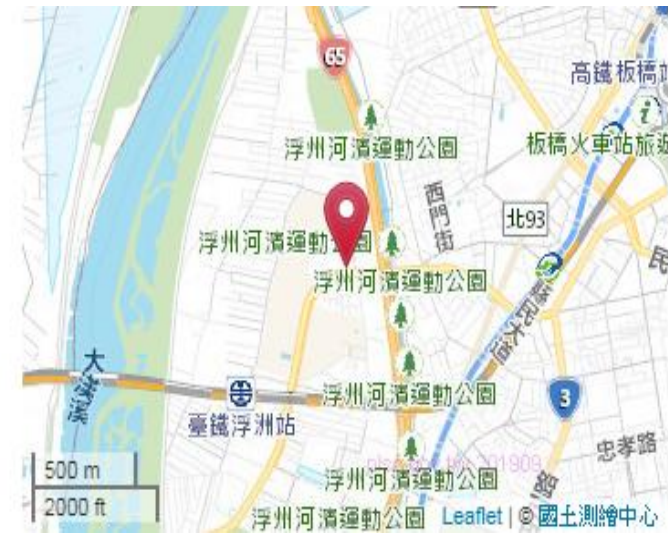 65
高鐵板橋站
浮州河濱運動公園
板橋火車站旅遊
西門街
北93
浮州河濱運動公園
浮州河濱運動公園
民
縣民大道
大漢溪
浮州河濱運動公園
3
臺鐵浮洲站
忠孝路
500 m
2000 ft
浮州河濱運動公園
浮州河濱運動公園
Leaflet | © 國土測繪中心